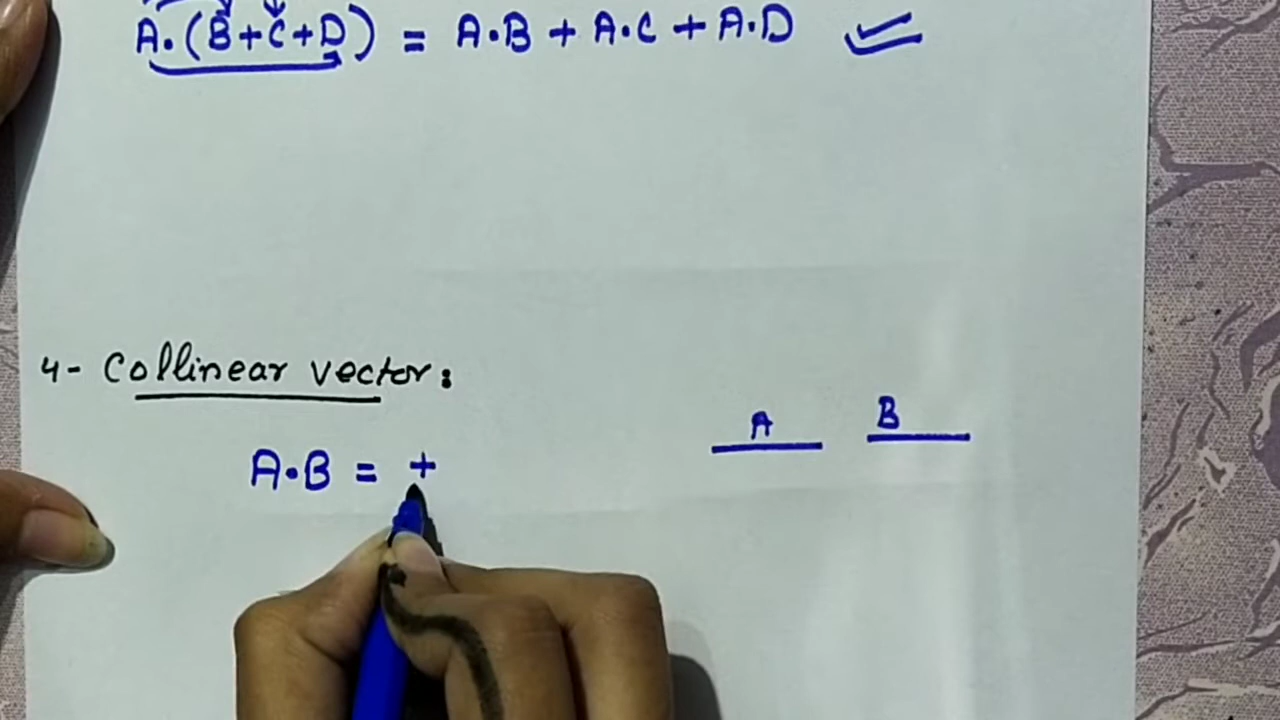 A·(B+C+D) = A·B + A·C + A·D
4- Collinear vector:
A B
A·B = +